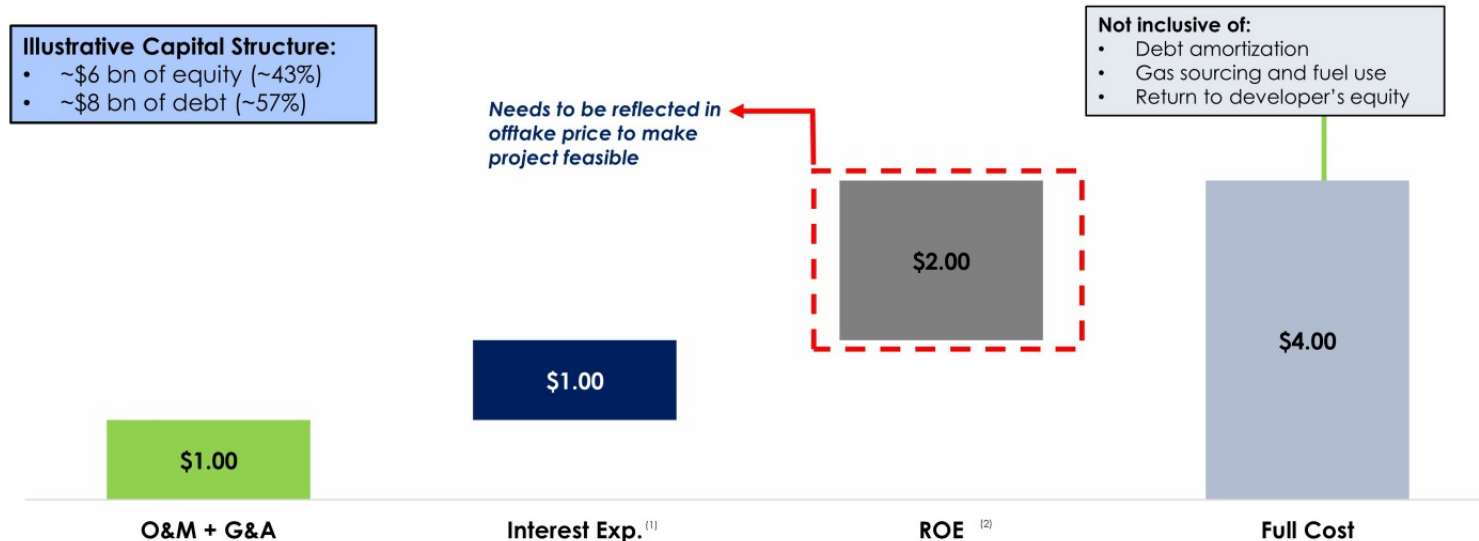 Illustrative Capital Structure:
• ~$6 bn of equity (~43%)
• ~$8 bn of debt (~57%)
Needs to be reflected in
offtake price to make
project feasible
Not inclusive of:
• Debt amortization
• Gas sourcing and fuel use
• Return to developer's equity
$1.00
$1.00
$2.00
$4.00
O&M + G&A
Interest Exp. (1)
ROE (2)
Full Cost